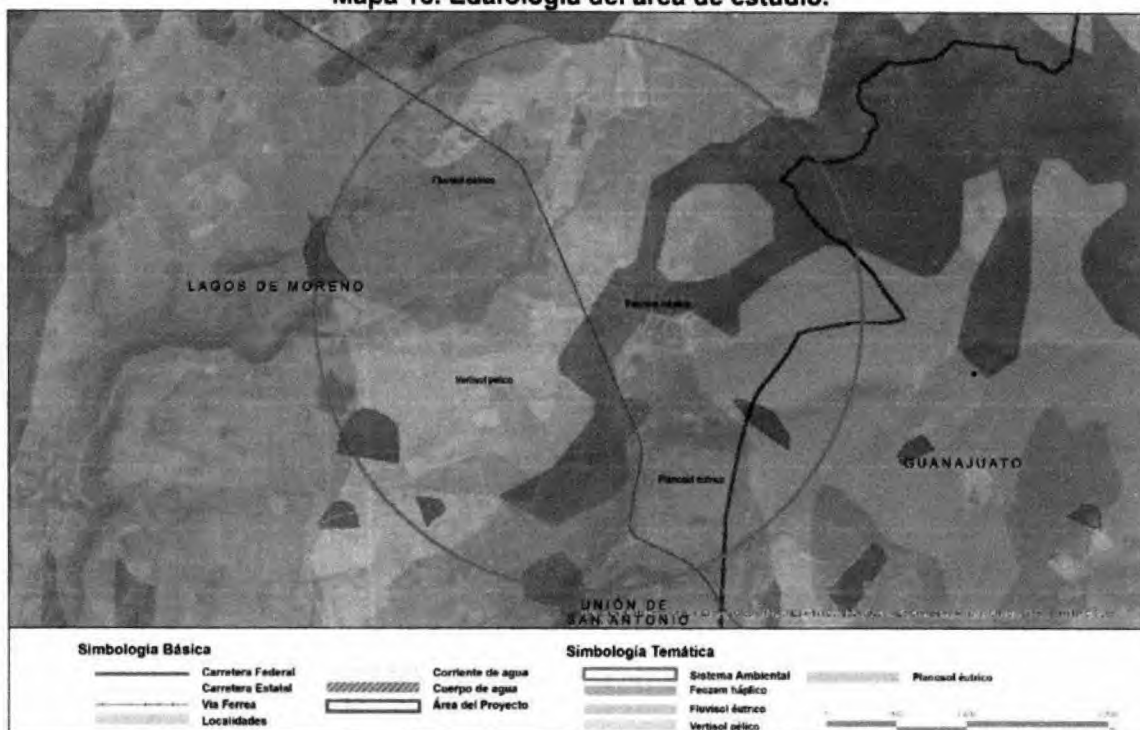 Mapa 10. Edafología del área de estudio.
Fluvisol éutrico
LAGOS DE MORENO
Feozem háplico
Vertisol pélico
GUANAJUATO
Planosol éutrico
UNIÓN DE
SAN ANTONIO
Simbología Básica
Carretera Federal
Carretera Estatal
Via Ferrea
Localidades
Corriente de agua
Cuerpo de agua
Área del Proyecto
Simbología Temática
Sistema Ambiental
Feozem háplico
Fluvisol éutrico
Vertisol pélico
Planosol éutrico